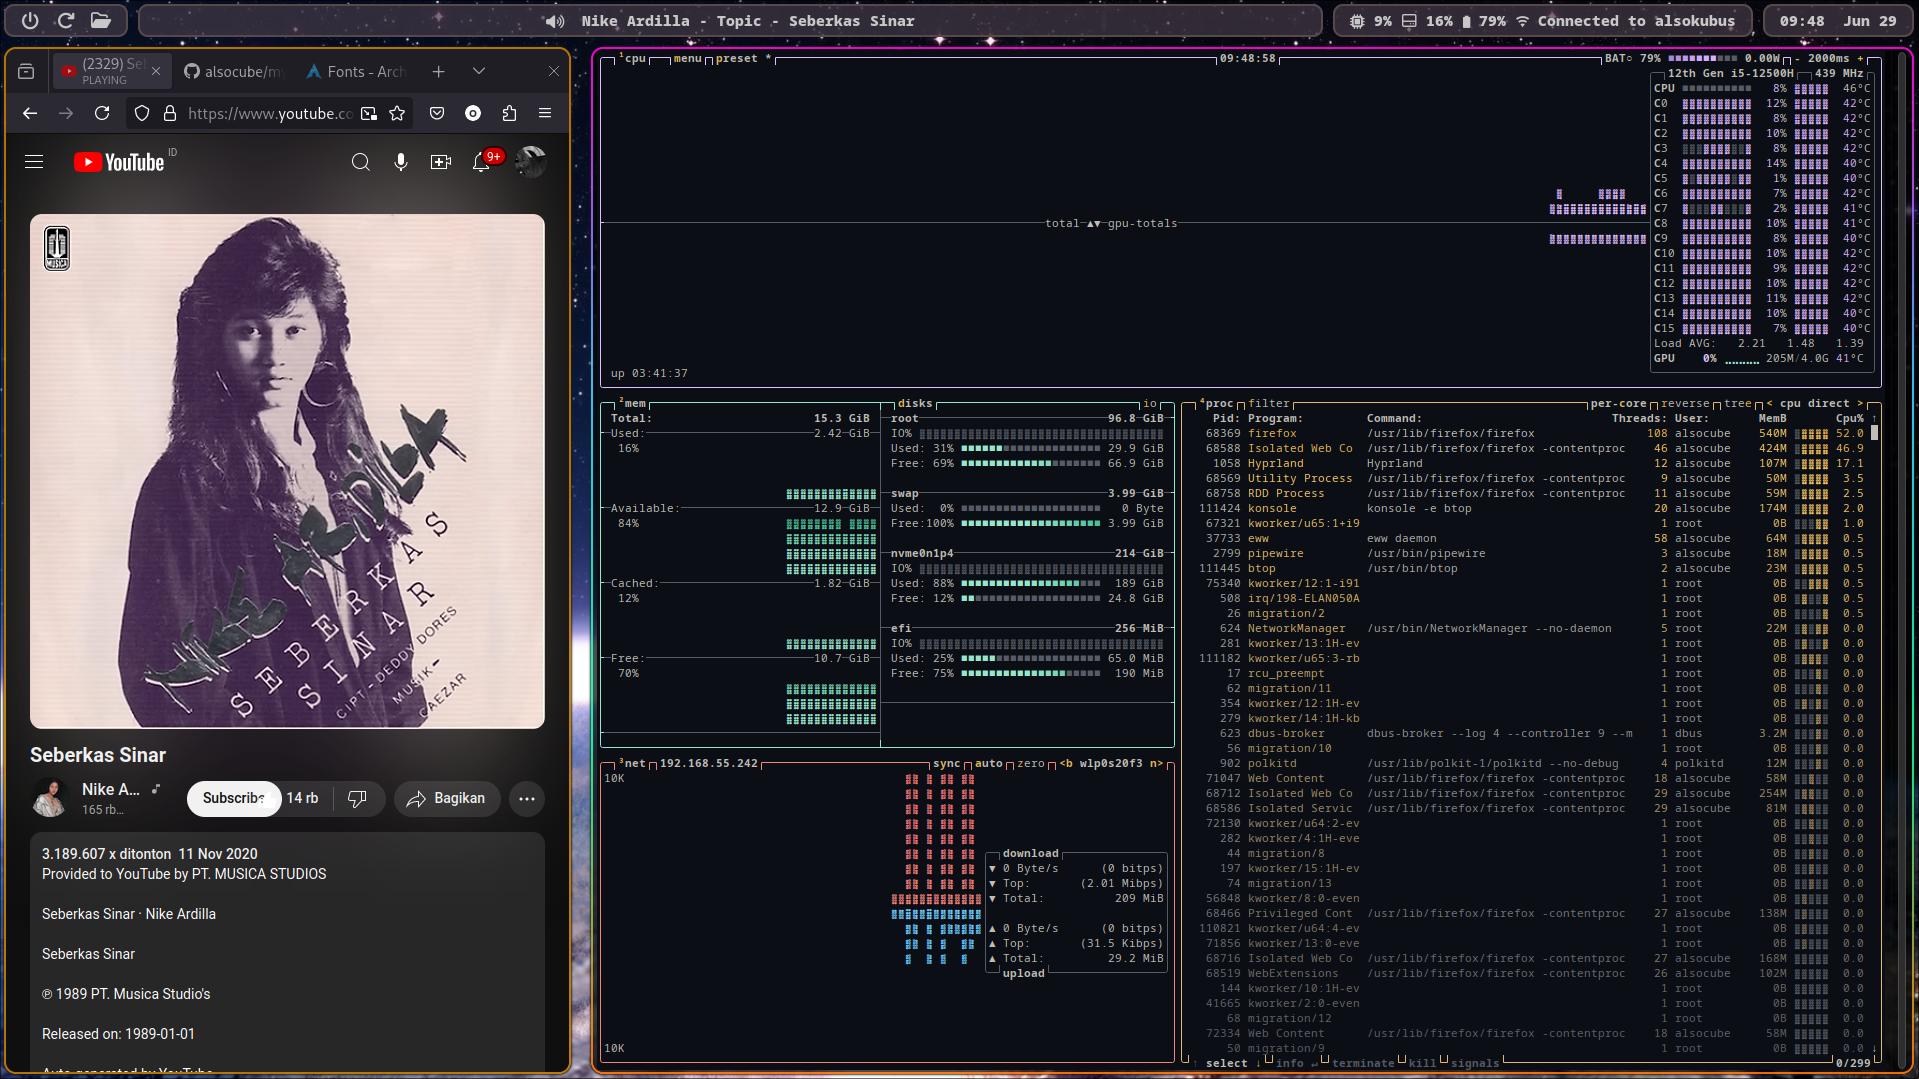 Nike Ardilla - Topic - Seberkas Sinar
9% 16% 79% Connected to alsokubus
09:48 Jun 29
(2329) Se
PLAYING
alsocube/my
Fonts - Arch
https://www.youtube.co
YouTube ID
9+
MUSICA
SEBERKAS
SINAR
CIPT - DEDDY DORES
MUSIK -
CAEZAR
Seberkas Sinar
Nike A...
165 rb...
Subscribe
14 rb
Bagikan
3.189.607 x ditonton 11 Nov 2020
Provided to YouTube by PT. MUSICA STUDIOS
Seberkas Sinar · Nike Ardilla
Seberkas Sinar
℗ 1989 PT. Musica Studio's
Released on: 1989-01-01
Auto-generated by YouTube
¹cpu menu preset * 09:48:58 BAT○ 79% 0.00W - 2000ms +
12th Gen i5-12500H 439 MHz
CPU 8% 46°C
C0 12% 42°C
C1 8% 42°C
C2 10% 42°C
C3 8% 42°C
C4 14% 40°C
C5 1% 40°C
C6 7% 42°C
C7 2% 41°C
C8 10% 41°C
C9 8% 40°C
C10 10% 42°C
C11 9% 42°C
C12 10% 42°C
C13 11% 42°C
C14 10% 40°C
C15 7% 40°C
Load AVG: 2.21 1.48 1.39
GPU 0% 205M/4.0G 41°C
total ▲▼ gpu-totals
up 03:41:37
²mem
Total: 15.3 GiB
Used: 2.42 GiB
16%
Available: 12.9 GiB
84%
Cached: 1.82 GiB
12%
Free: 10.7 GiB
70%
disks io
root 96.8 GiB
IO%
Used: 31% 29.9 GiB
Free: 69% 66.9 GiB
swap 3.99 GiB
Used: 0% 0 Byte
Free:100% 3.99 GiB
nvme0n1p4 214 GiB
IO%
Used: 88% 189 GiB
Free: 12% 24.8 GiB
efi 256 MiB
IO%
Used: 25% 65.0 MiB
Free: 75% 190 MiB
³net 192.168.55.242 sync auto zero <b wlp0s20f3 n>
10K
download
▼ 0 Byte/s (0 bitps)
▼ Top: (2.01 Mibps)
▼ Total: 209 MiB
▲ 0 Byte/s (0 bitps)
▲ Top: (31.5 Kibps)
▲ Total: 29.2 MiB
upload
10K
⁴proc filter per-core reverse tree < cpu direct >
Pid: Program: Command: Threads: User: MemB Cpu% ↑
68369 firefox /usr/lib/firefox/firefox 108 alsocube 540M 52.0
68588 Isolated Web Co /usr/lib/firefox/firefox -contentproc 46 alsocube 424M 46.9
1058 Hyprland Hyprland 12 alsocube 107M 17.1
68569 Utility Process /usr/lib/firefox/firefox -contentproc 9 alsocube 50M 3.5
68758 RDD Process /usr/lib/firefox/firefox -contentproc 11 alsocube 59M 2.5
111424 konsole konsole -e btop 20 alsocube 174M 2.0
67321 kworker/u65:1+i9 1 root 0B 1.0
37733 eww eww daemon 58 alsocube 64M 0.5
2799 pipewire /usr/bin/pipewire 3 alsocube 18M 0.5
111445 btop /usr/bin/btop 2 alsocube 23M 0.5
75340 kworker/12:1-i91 1 root 0B 0.5
508 irq/198-ELAN050A 1 root 0B 0.5
26 migration/2 1 root 0B 0.5
624 NetworkManager /usr/bin/NetworkManager --no-daemon 5 root 22M 0.0
281 kworker/13:1H-ev 1 root 0B 0.0
111182 kworker/u65:3-rb 1 root 0B 0.0
17 rcu_preempt 1 root 0B 0.0
62 migration/11 1 root 0B 0.0
354 kworker/12:1H-ev 1 root 0B 0.0
279 kworker/14:1H-kb 1 root 0B 0.0
623 dbus-broker dbus-broker --log 4 --controller 9 --m 1 dbus 3.2M 0.0
56 migration/10 1 root 0B 0.0
902 polkitd /usr/lib/polkit-1/polkitd --no-debug 4 polkitd 12M 0.0
71047 Web Content /usr/lib/firefox/firefox -contentproc 18 alsocube 58M 0.0
68712 Isolated Web Co /usr/lib/firefox/firefox -contentproc 29 alsocube 254M 0.0
68586 Isolated Servic /usr/lib/firefox/firefox -contentproc 29 alsocube 81M 0.0
72130 kworker/u64:2-ev 1 root 0B 0.0
282 kworker/4:1H-eve 1 root 0B 0.0
44 migration/8 1 root 0B 0.0
197 kworker/15:1H-ev 1 root 0B 0.0
74 migration/13 1 root 0B 0.0
56848 kworker/8:0-even 1 root 0B 0.0
68466 Privileged Cont /usr/lib/firefox/firefox -contentproc 27 alsocube 138M 0.0
110821 kworker/u64:4-ev 1 root 0B 0.0
71856 kworker/13:0-eve 1 root 0B 0.0
68716 Isolated Web Co /usr/lib/firefox/firefox -contentproc 27 alsocube 168M 0.0
68519 WebExtensions /usr/lib/firefox/firefox -contentproc 26 alsocube 102M 0.0
144 kworker/10:1H-ev 1 root 0B 0.0
41665 kworker/2:0-even 1 root 0B 0.0
68 migration/12 1 root 0B 0.0
72334 Web Content /usr/lib/firefox/firefox -contentproc 18 alsocube 58M 0.0
50 migration/9 1 root 0B 0.0 ↓
↑ select ↓ info ↵ terminate kill signals 0/299